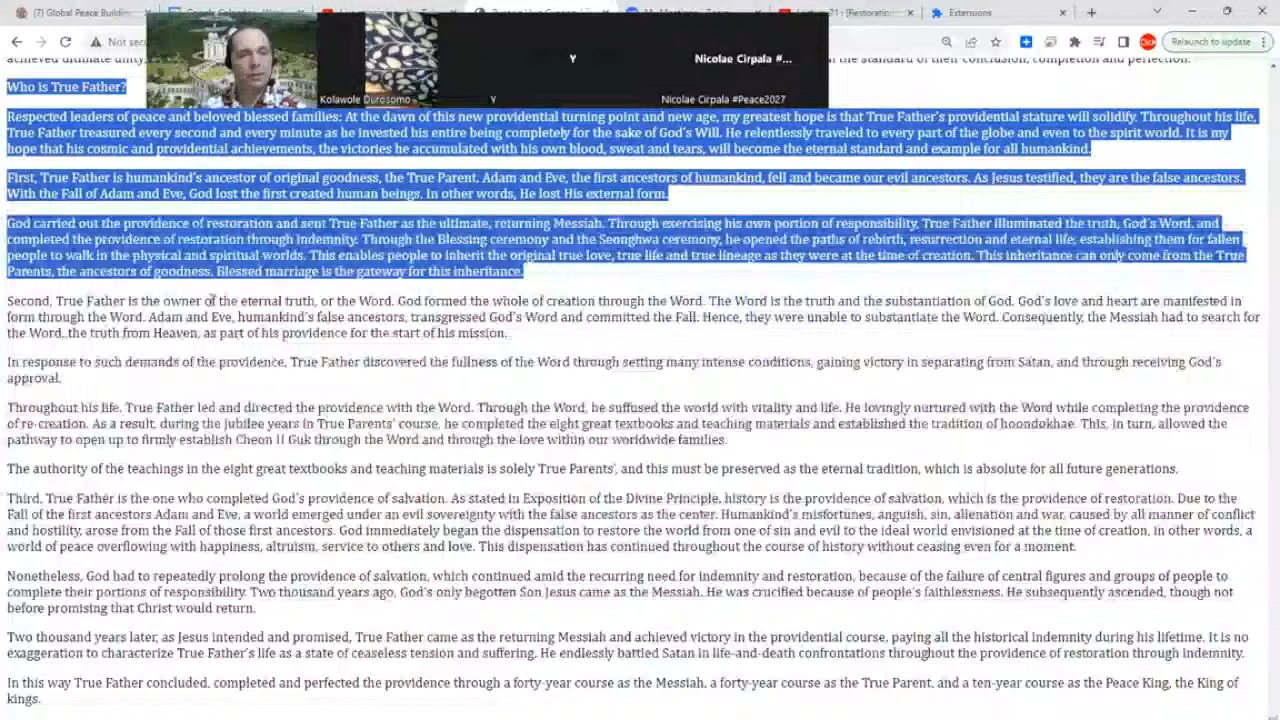 (7) Global Peace Buildin
Extensions
Not sec
Relaunch to update
Y
Nicolae Cirpala #...
Kolawole Durosomo
Y
Nicolae Cirpala #Peace2027
achieved ultimate unity
the standard of their conclusion, completion and perfection.
Who is True Father?
Respected leaders of peace and beloved blessed families: At the dawn of this new providential turning point and new age, my greatest hope is that True Father's providential stature will solidify. Throughout his life,
True Father treasured every second and every minute as he invested his entire being completely for the sake of God's Will. He relentlessly traveled to every part of the globe and even to the spirit world. It is my
hope that his cosmic and providential achievements, the victories he accumulated with his own blood, sweat and tears, will become the eternal standard and example for all humankind.
First, True Father is humankind's ancestor of original goodness, the True Parent. Adam and Eve, the first ancestors of humankind, fell and became our evil ancestors. As Jesus testified, they are the false ancestors.
With the Fall of Adam and Eve, God lost the first created human beings. In other words, He lost His external form.
God carried out the providence of restoration and sent True Father as the ultimate, returning Messiah. Through exercising his own portion of responsibility, True Father illuminated the truth, God's Word, and
completed the providence of restoration through indemnity. Through the Blessing ceremony and the Seonghwa ceremony, he opened the paths of rebirth, resurrection and eternal life, establishing them for fallen
people to walk in the physical and spiritual worlds. This enables people to inherit the original true love, true life and true lineage as they were at the time of creation. This inheritance can only come from the True
Parents, the ancestors of goodness. Blessed marriage is the gateway for this inheritance.
Second, True Father is the owner of the eternal truth, or the Word. God formed the whole of creation through the Word. The Word is the truth and the substantiation of God. God's love and heart are manifested in
form through the Word. Adam and Eve, humankind's false ancestors, transgressed God's Word and committed the Fall. Hence, they were unable to substantiate the Word. Consequently, the Messiah had to search for
the Word, the truth from Heaven, as part of his providence for the start of his mission.
In response to such demands of the providence, True Father discovered the fullness of the Word through setting many intense conditions, gaining victory in separating from Satan, and through receiving God's
approval.
Throughout his life, True Father led and directed the providence with the Word. Through the Word, he suffused the world with vitality and life. He lovingly nurtured with the Word while completing the providence
of re-creation. As a result, during the jubilee years in True Parents' course, he completed the eight great textbooks and teaching materials and established the tradition of hoondokhae. This, in turn, allowed the
pathway to open up to firmly establish Cheon Il Guk through the Word and through the love within our worldwide families.
The authority of the teachings in the eight great textbooks and teaching materials is solely True Parents', and this must be preserved as the eternal tradition, which is absolute for all future generations.
Third, True Father is the one who completed God's providence of salvation. As stated in Exposition of the Divine Principle, history is the providence of salvation, which is the providence of restoration. Due to the
Fall of the first ancestors Adam and Eve, a world emerged under an evil sovereignty with the false ancestors as the center. Humankind's misfortunes, anguish, sin, alienation and war, caused by all manner of conflict
and hostility, arose from the Fall of those first ancestors. God immediately began the dispensation to restore the world from one of sin and evil to the ideal world envisioned at the time of creation, in other words, a
world of peace overflowing with happiness, altruism, service to others and love. This dispensation has continued throughout the course of history without ceasing even for a moment.
Nonetheless, God had to repeatedly prolong the providence of salvation, which continued amid the recurring need for indemnity and restoration, because of the failure of central figures and groups of people to
complete their portions of responsibility. Two thousand years ago, God's only begotten Son Jesus came as the Messiah. He was crucified because of people's faithlessness. He subsequently ascended, though not
before promising that Christ would return.
Two thousand years later, as Jesus intended and promised, True Father came as the returning Messiah and achieved victory in the providential course, paying all the historical indemnity during his lifetime. It is no
exaggeration to characterize True Father's life as a state of ceaseless tension and suffering. He endlessly battled Satan in life-and-death confrontations throughout the providence of restoration through indemnity.
In this way True Father concluded, completed and perfected the providence through a forty-year course as the Messiah, a forty-year course as the True Parent, and a ten-year course as the Peace King, the King of
kings.